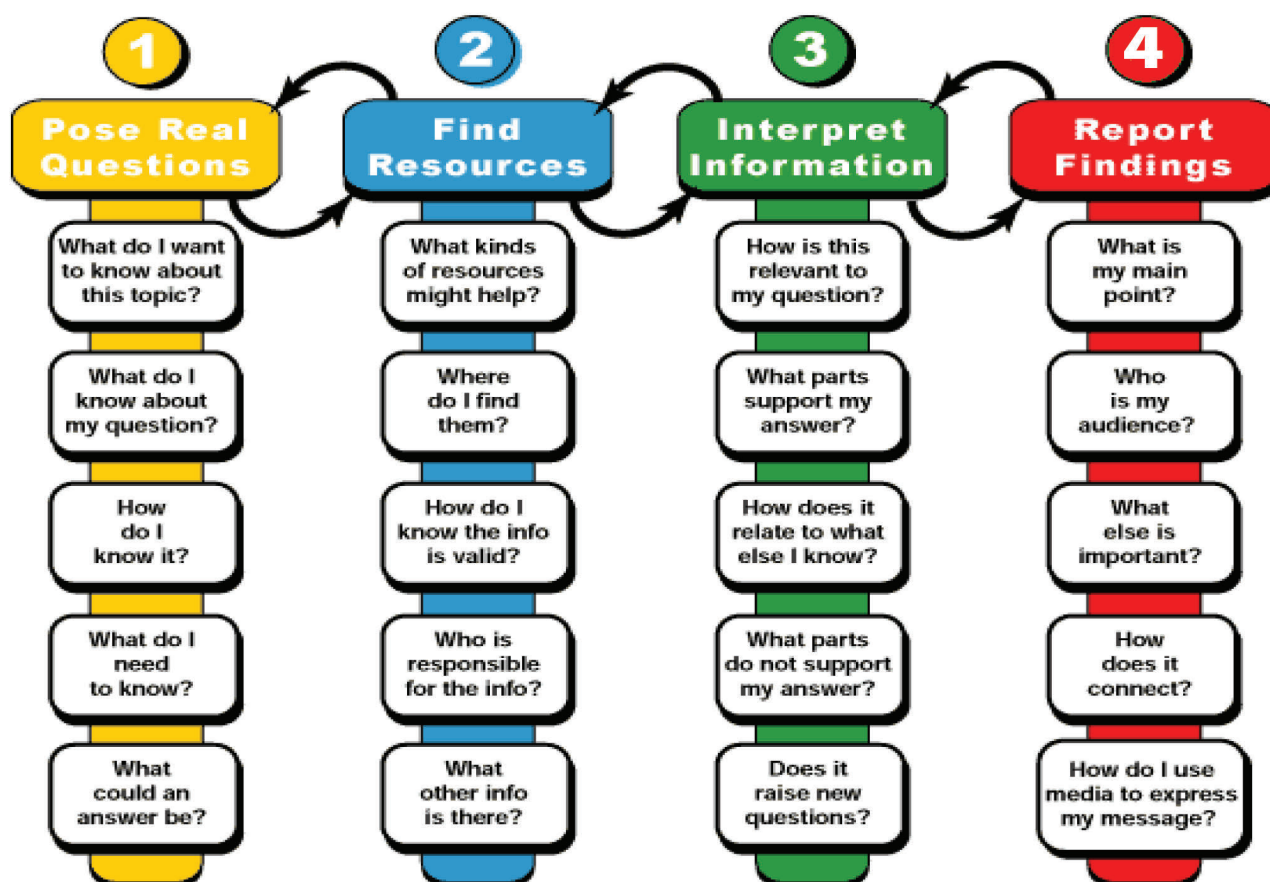 1
Pose Real
Questions
What do I want
to know about
this topic?
What do I
know about
my question?
How
do I
know it?
What do I
need
to know?
What
could an
answer be?
2
Find
Resources
What kinds
of resources
might help?
Where
do I find
them?
How do I
know the info
is valid?
Who is
responsible
for the info?
What
other info
is there?
3
Interpret
Information
How is this
relevant to
my question?
What parts
support my
answer?
How does it
relate to what
else I know?
What parts
do not support
my answer?
Does it
raise new
questions?
4
Report
Findings
What is
my main
point?
Who
is my
audience?
What
else is
important?
How
does it
connect?
How do I use
media to express
my message?